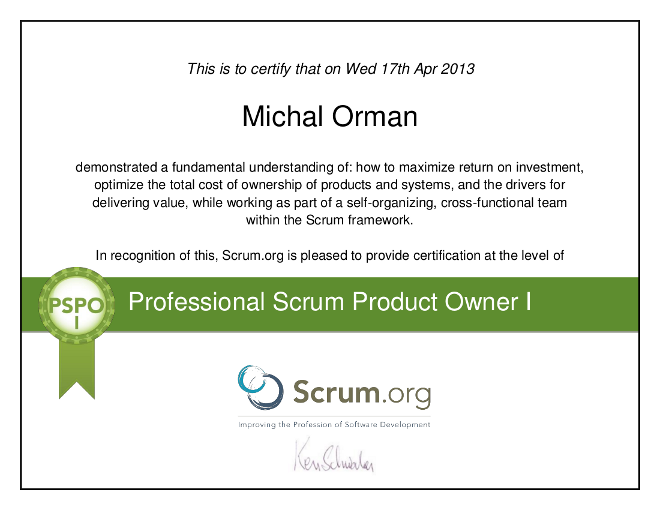 This is to certify that on Wed 17th Apr 2013
Michal Orman
demonstrated a fundamental understanding of: how to maximize return on investment,
optimize the total cost of ownership of products and systems, and the drivers for
delivering value, while working as part of a self-organizing, cross-functional team
within the Scrum framework.
In recognition of this, Scrum.org is pleased to provide certification at the level of
PSPO
I
Professional Scrum Product Owner I
Scrum.org
Improving the Profession of Software Development
Ken Schwaber